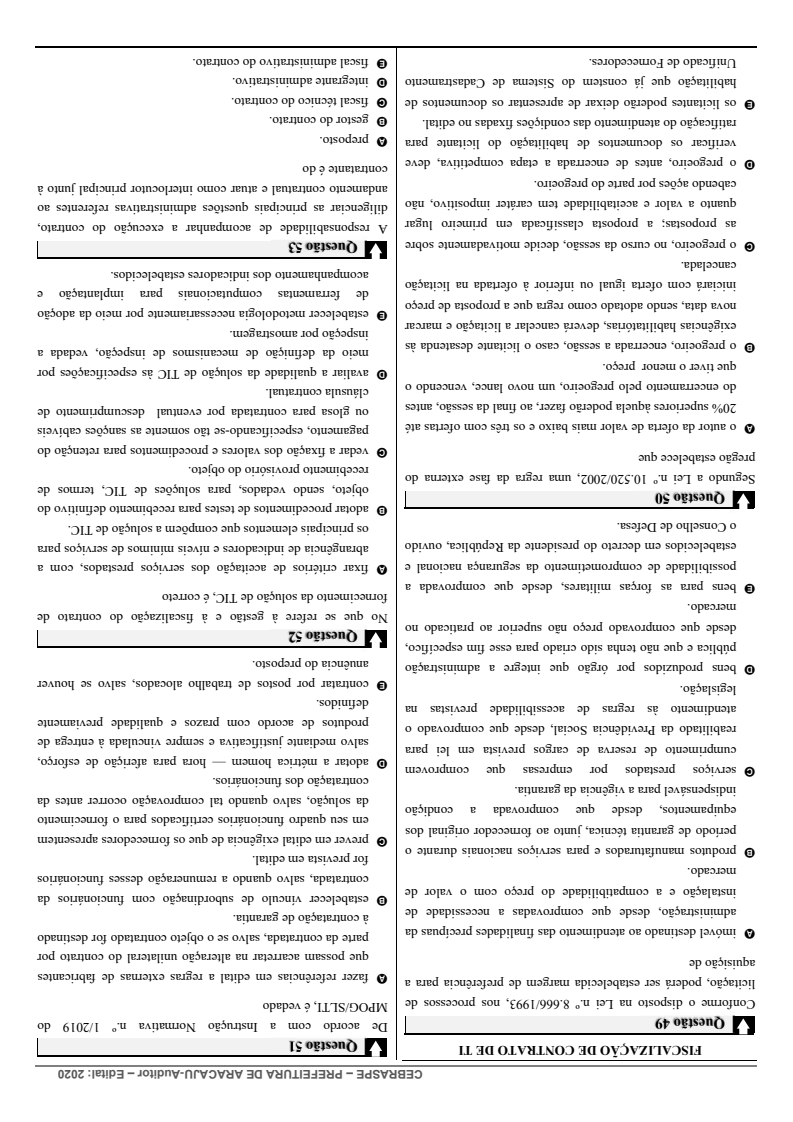 CEBRASPE – PREFEITURA DE ARACAJU-Auditor – Edital: 2020
FISCALIZAÇÃO DE CONTRATO DE TI
Questão 49
Conforme o disposto na Lei n.º 8.666/1993, nos processos de
licitação, poderá ser estabelecida margem de preferência para a
aquisição de
A imóvel destinado ao atendimento das finalidades precípuas da
administração, desde que comprovadas a necessidade de
instalação e a compatibilidade do preço com o valor de
mercado.
B produtos manufaturados e para serviços nacionais durante o
período de garantia técnica, junto ao fornecedor original dos
equipamentos, desde que comprovada a condição
indispensável para a vigência da garantia.
C serviços prestados por empresas que comprovem
cumprimento de reserva de cargos prevista em lei para
reabilitado da Previdência Social, desde que comprovado o
atendimento às regras de acessibilidade previstas na
legislação.
D bens produzidos por órgão que integre a administração
pública e que não tenha sido criado para esse fim específico,
desde que comprovado preço não superior ao praticado no
mercado.
E bens para as forças militares, desde que comprovada a
possibilidade de comprometimento da segurança nacional e
estabelecidos em decreto do presidente da República, ouvido
o Conselho de Defesa.
Questão 50
Segundo a Lei n.º 10.520/2002, uma regra da fase externa do
pregão estabelece que
A o autor da oferta de valor mais baixo e os três com ofertas até
20% superiores àquela poderão fazer, ao final da sessão, antes
do encerramento pelo pregoeiro, um novo lance, vencendo o
que tiver o menor preço.
B o pregoeiro, encerrada a sessão, caso o licitante desatenda às
exigências habilitatórias, deverá cancelar a licitação e marcar
nova data, sendo adotado como regra que a proposta de preço
iniciará com oferta igual ou inferior à ofertada na licitação
cancelada.
C o pregoeiro, no curso da sessão, decide motivadamente sobre
as propostas; a proposta classificada em primeiro lugar
quanto a valor e aceitabilidade tem caráter impositivo, não
cabendo ações por parte do pregoeiro.
D o pregoeiro, antes de encerrada a etapa competitiva, deve
verificar os documentos de habilitação do licitante para
ratificação do atendimento das condições fixadas no edital.
E os licitantes poderão deixar de apresentar os documentos de
habilitação que já constem do Sistema de Cadastramento
Unificado de Fornecedores.
Questão 51
De acordo com a Instrução Normativa n.º 1/2019 do
MPOG/SLTI, é vedado
A fazer referências em edital a regras externas de fabricantes
que possam acarretar na alteração unilateral do contrato por
parte da contratada, salvo se o objeto contratado for destinado
à contratação de garantia.
B estabelecer vínculo de subordinação com funcionários da
contratada, salvo quando a remuneração desses funcionários
for prevista em edital.
C prever em edital exigência de que os fornecedores apresentem
em seu quadro funcionários certificados para o fornecimento
da solução, salvo quando tal comprovação ocorrer antes da
contratação dos funcionários.
D adotar a métrica homem — hora para aferição de esforço,
salvo mediante justificativa e sempre vinculada à entrega de
produtos de acordo com prazos e qualidade previamente
definidos.
E contratar por postos de trabalho alocados, salvo se houver
anuência do preposto.
Questão 52
No que se refere à gestão e à fiscalização do contrato de
fornecimento da solução de TIC, é correto
A fixar critérios de aceitação dos serviços prestados, com a
abrangência de indicadores e níveis mínimos de serviços para
os principais elementos que compõem a solução de TIC.
B adotar procedimentos de testes para recebimento definitivo do
objeto, sendo vedados, para soluções de TIC, termos de
recebimento provisório do objeto.
C vedar a fixação dos valores e procedimentos para retenção do
pagamento, especificando-se tão somente as sanções cabíveis
ou glosa para contratada por eventual descumprimento de
cláusula contratual.
D avaliar a qualidade da solução de TIC às especificações por
meio da definição de mecanismos de inspeção, vedada a
inspeção por amostragem.
E estabelecer metodologia necessariamente por meio da adoção
de ferramentas computacionais para implantação e
acompanhamento dos indicadores estabelecidos.
Questão 53
A responsabilidade de acompanhar a execução do contrato,
diligenciar as principais questões administrativas referentes ao
andamento contratual e atuar como interlocutor principal junto à
contratante é do
A preposto.
B gestor do contrato.
C fiscal técnico do contrato.
D integrante administrativo.
E fiscal administrativo do contrato.